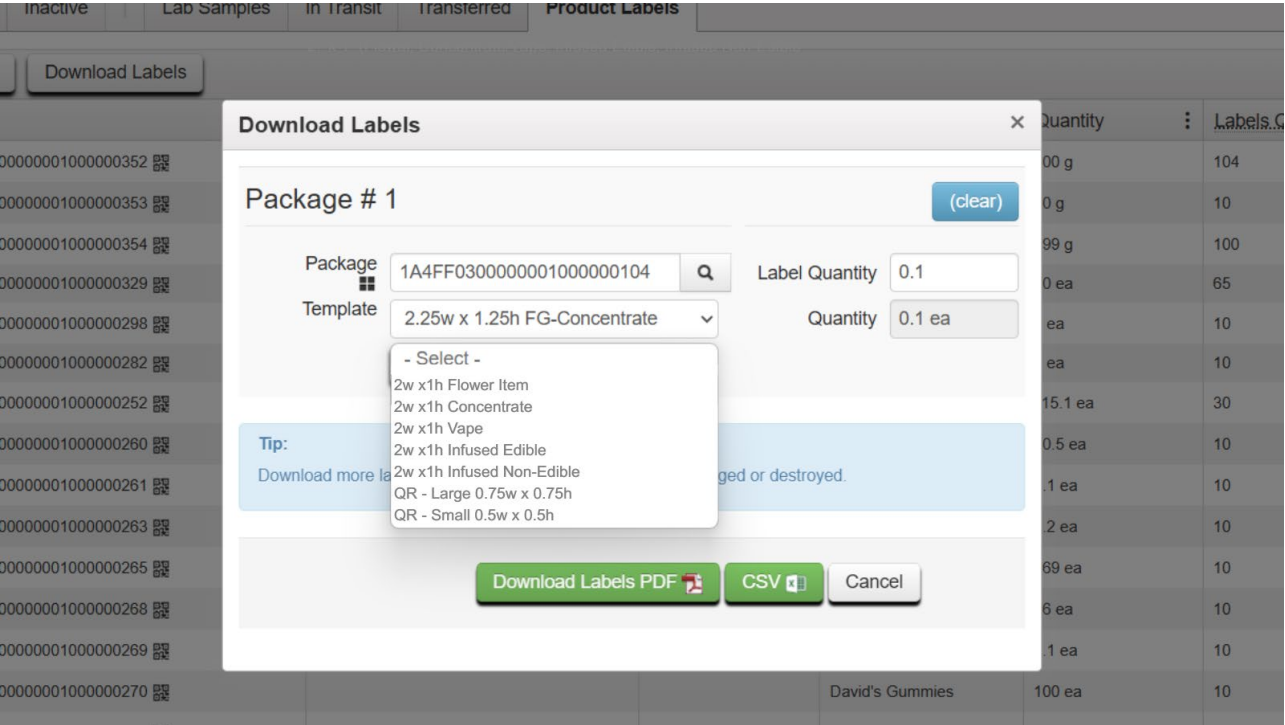 Inactive Lab Samples In Transit Transferred Product Labels
Download Labels
Download Labels ×
Quantity Labels
00000001000000352 00 g 104
Package # 1 (clear)
00000001000000353 0 g 10
00000001000000354 99 g 100
Package 1A4FF0300000001000000104 Label Quantity 0.1
00000001000000329 0 ea 65
Template 2.25w x 1.25h FG-Concentrate Quantity 0.1 ea
00000001000000298 ea 10
- Select -
00000001000000282 ea 10
2w x1h Flower Item
2w x1h Concentrate
00000001000000252 15.1 ea 30
2w x1h Vape
Tip:
00000001000000260 0.5 ea 10
2w x1h Infused Edible
2w x1h Infused Non-Edible
Download more la ged or destroyed.
00000001000000261 .1 ea 10
QR - Large 0.75w x 0.75h
QR - Small 0.5w x 0.5h
00000001000000263 .2 ea 10
00000001000000265 69 ea 10
Download Labels PDF CSV Cancel
00000001000000268 6 ea 10
00000001000000269 .1 ea 10
00000001000000270 David's Gummies 100 ea 10